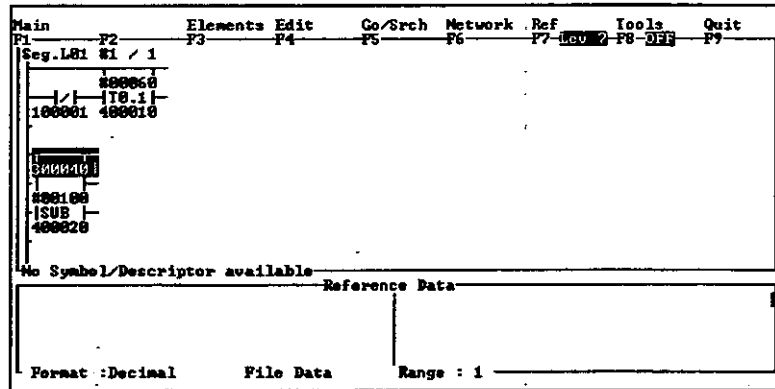 Main Elements Edit Go/Srch Network Ref Tools Quit
F1 F2 F3 F4 F5 F6 F7 Lev 2 F8 OFF F9
Seg.L01 #1 / 1
#00060
T0.1
100001 400010
#00100
SUB
400020
No Symbol/Descriptor available
Reference Data
Format :Decimal File Data Range : 1